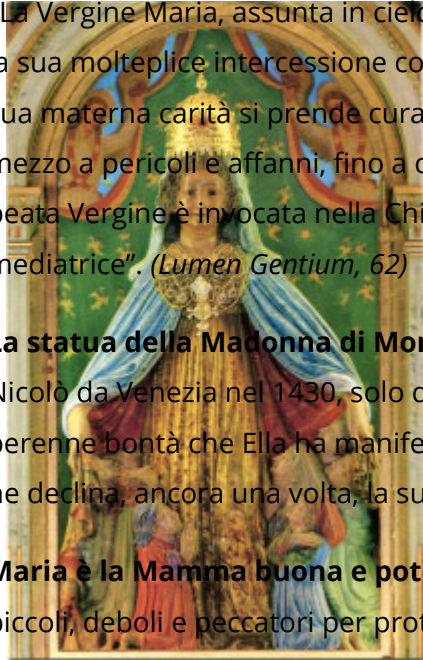 La Vergine Maria, assunta in ciel
a sua molteplice intercessione co
ua materna carità si prende cura
mezzo a pericoli e affanni, fino a
beata Vergine è invocata nella Chi
mediatrice”. (Lumen Gentium, 62)
La statua della Madonna di Mon
Nicolò da Venezia nel 1430, solo
perenne bontà che Ella ha manife
ne declina, ancora una volta, la su
Maria è la Mamma buona e pot
piccoli, deboli e peccatori per prot